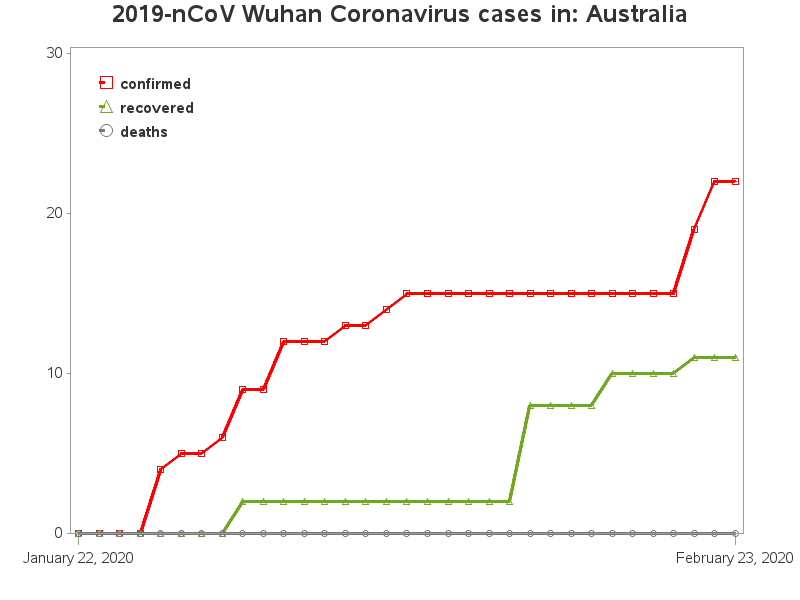 2019-nCoV Wuhan Coronavirus cases in: Australia
30
confirmed
recovered
deaths
20
10
0
January 22, 2020
February 23, 2020